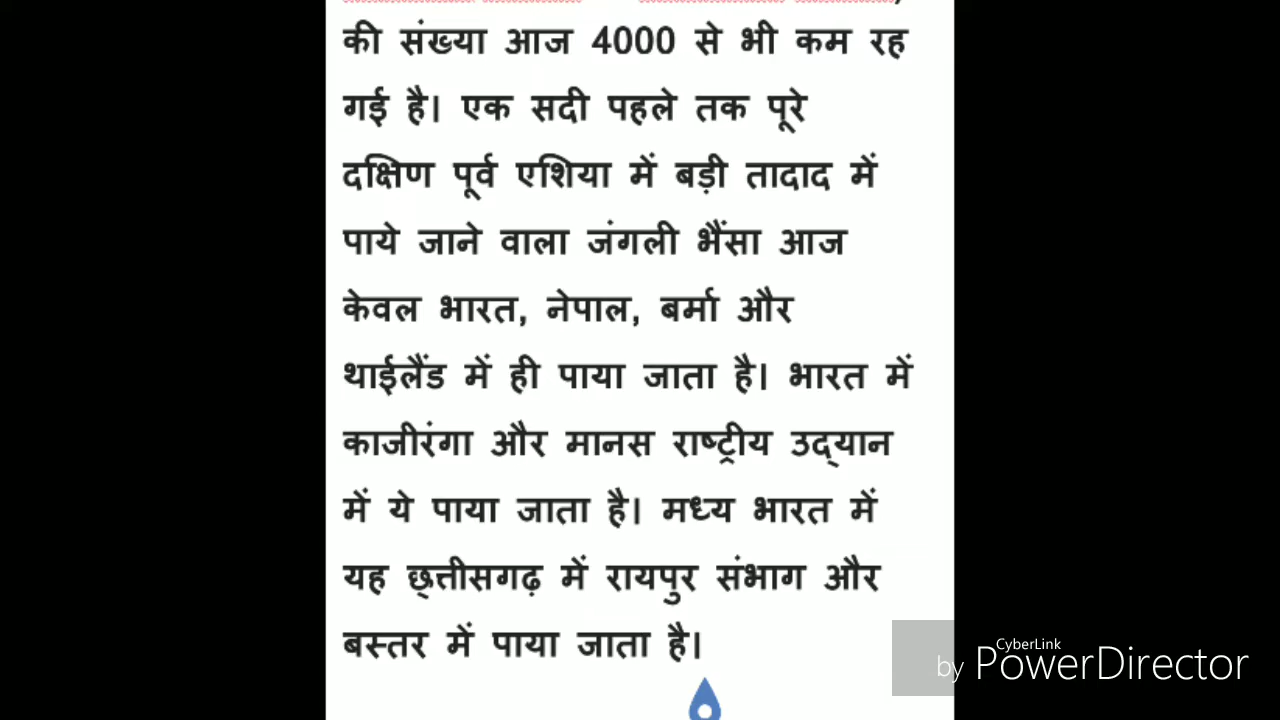 की संख्या आज 4000 से भी कम रह
गई है। एक सदी पहले तक पूरे
दक्षिण पूर्व एशिया में बड़ी तादाद में
पाये जाने वाला जंगली भैंसा आज
केवल भारत, नेपाल, बर्मा और
थाईलैंड में ही पाया जाता है। भारत में
काजीरंगा और मानस राष्ट्रीय उद्यान
में ये पाया जाता है। मध्य भारत में
यह छ्त्तीसगढ़ में रायपुर संभाग और
बस्तर में पाया जाता है।
CyberLink
by PowerDirector